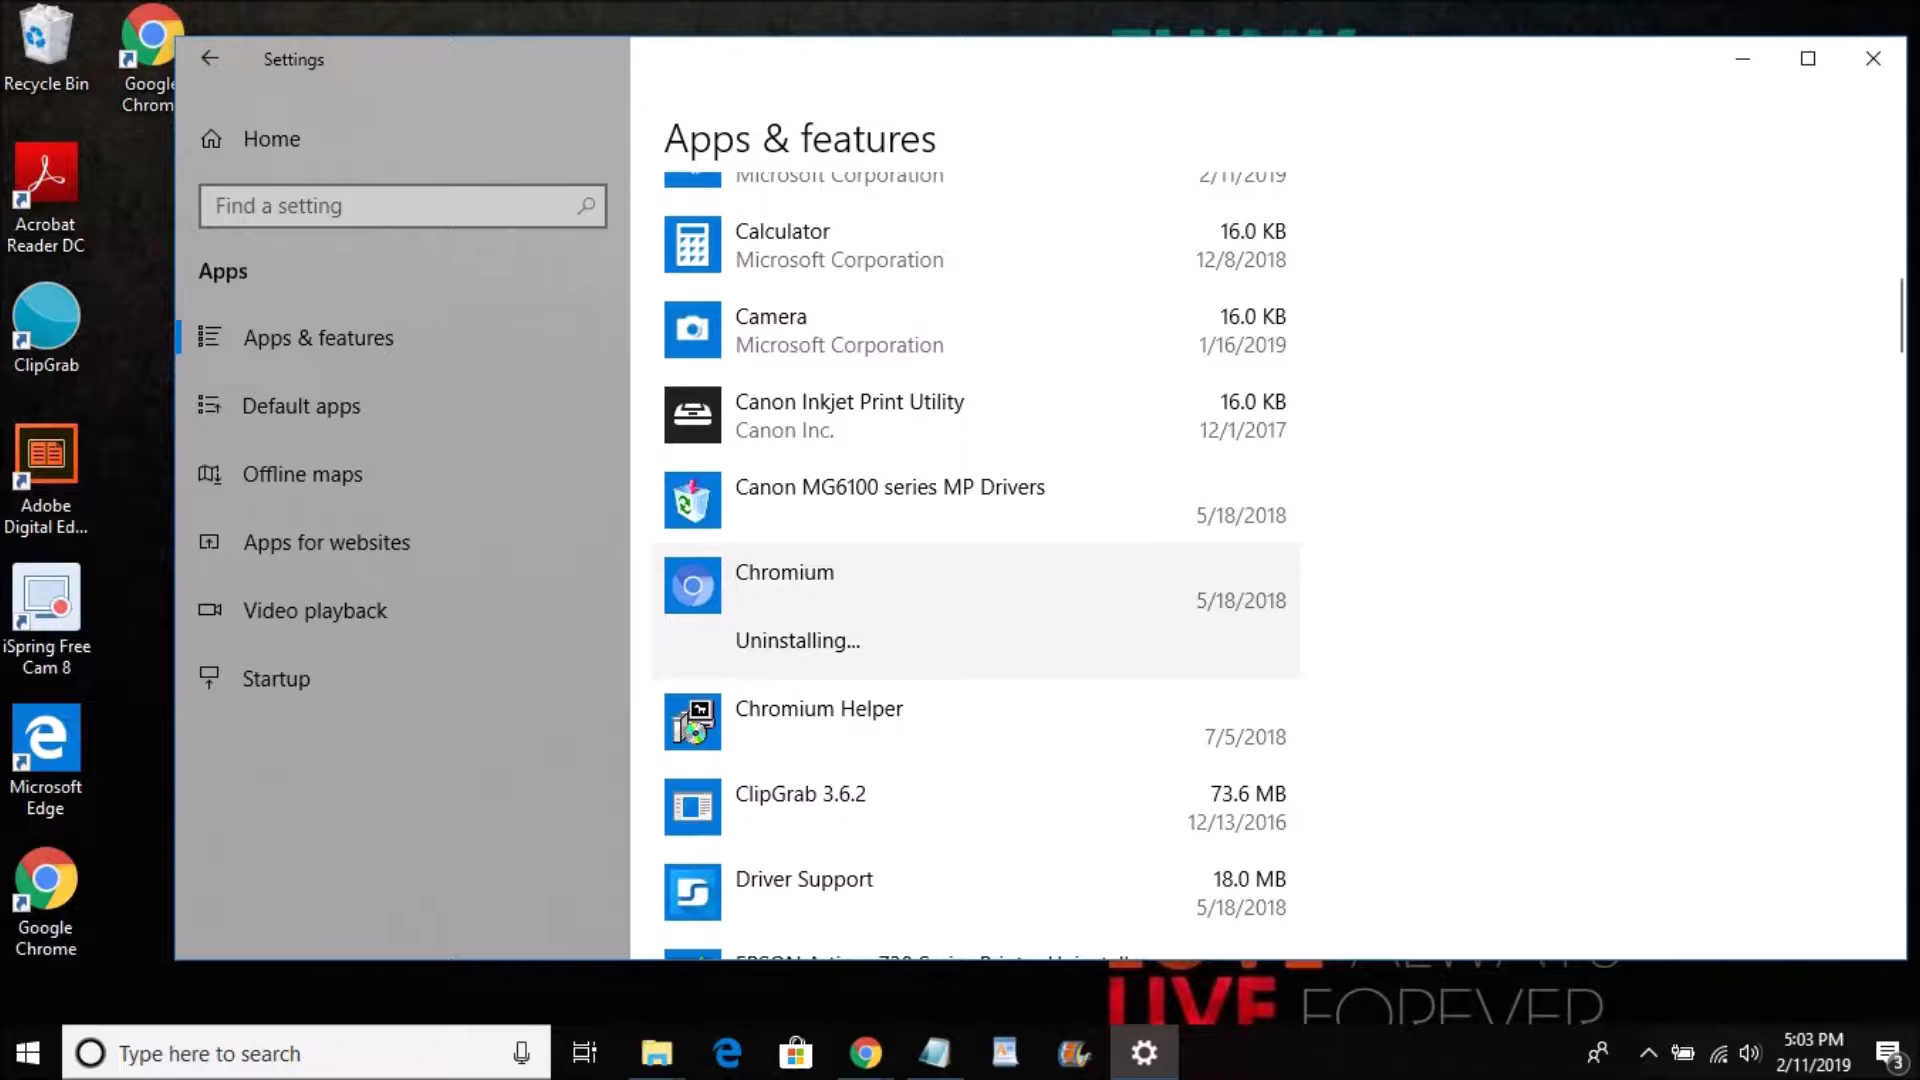 Recycle Bin
Google
Chrom
Acrobat
Reader DC
ClipGrab
Adobe
Digital Ed...
iSpring Free
Cam 8
Microsoft
Edge
Google
Chrome
Settings
Home
Find a setting
Apps
Apps & features
Default apps
Offline maps
Apps for websites
Video playback
Startup
Apps & features
Microsoft Corporation 2/11/2019
Calculator 16.0 KB
Microsoft Corporation 12/8/2018
Camera 16.0 KB
Microsoft Corporation 1/16/2019
Canon Inkjet Print Utility 16.0 KB
Canon Inc. 12/1/2017
Canon MG6100 series MP Drivers
5/18/2018
Chromium
5/18/2018
Uninstalling...
Chromium Helper
7/5/2018
ClipGrab 3.6.2 73.6 MB
12/13/2016
Driver Support 18.0 MB
5/18/2018
LIVE FOREVER
Type here to search
5:03 PM
2/11/2019
3